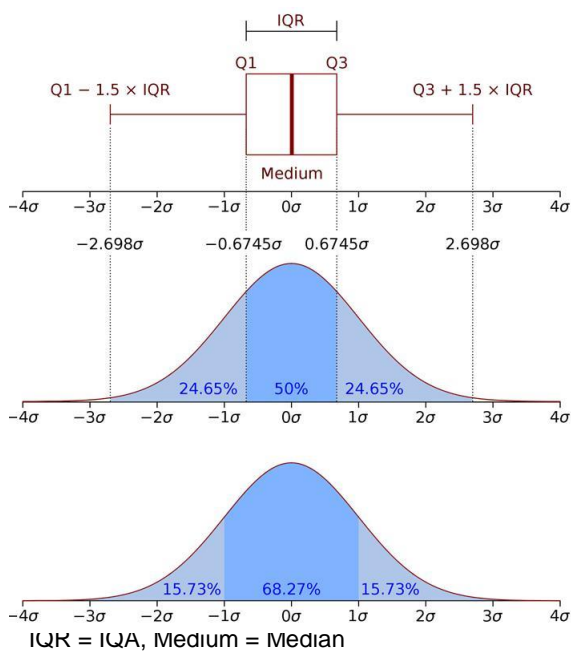 IQR
Q1 Q3
Q1 − 1.5 × IQR Q3 + 1.5 × IQR
Medium
−4σ −3σ −2σ −1σ 0σ 1σ 2σ 3σ 4σ
−2.698σ −0.6745σ 0.6745σ 2.698σ
24.65% 50% 24.65%
−4σ −3σ −2σ −1σ 0σ 1σ 2σ 3σ 4σ
15.73% 68.27% 15.73%
−4σ −3σ −2σ −1σ 0σ 1σ 2σ 3σ 4σ
IQR = IQA, Medium = Median